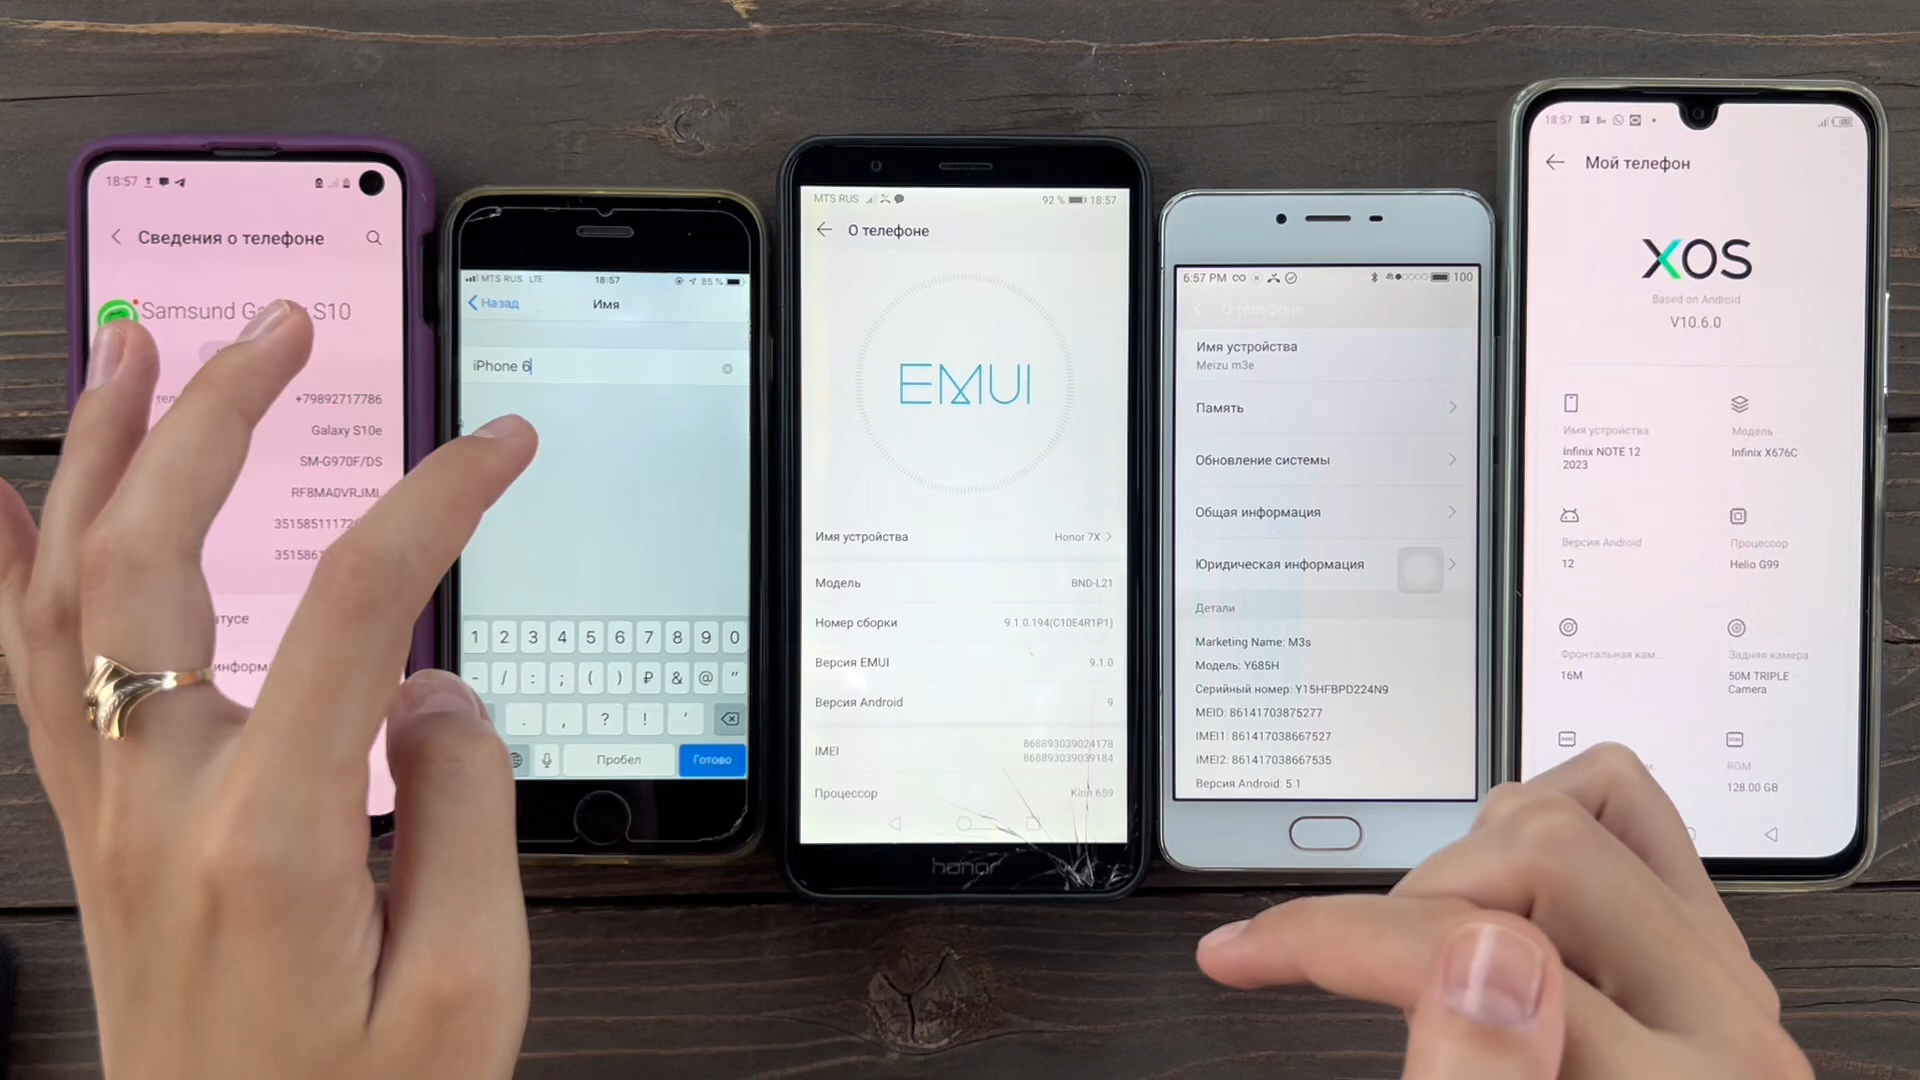 18:57
Сведения о телефоне
Samsund Ga S10
+79892717786
Galaxy S10e
SM-G970F/DS
RF8MA0VRJML
MTS RUS LTE
18:57
85 %
Назад
Имя
iPhone 6
1 2 3 4 5 6 7 8 9 0
- / : ; ( ) ₽ & @ "
. , ? ! '
Пробел
Готово
MTS RUS
92 % 18:57
О телефоне
EMUI
Имя устройства
Honor 7X
Модель
BND-L21
Номер сборки
9.1.0.194(C10E4R1P1)
Версия EMUI
9.1.0
Версия Android
9
IMEI
868893039024178
868893039039184
Процессор
Kirin 659
honor
6:57 PM
100
О телефоне
Имя устройства
Meizu m3e
Память
Обновление системы
Общая информация
Юридическая информация
Детали
Marketing Name: M3s
Модель: Y685H
Серийный номер: Y15HFBPD224N9
MEID: 86141703875277
IMEI1: 861417038667527
IMEI2: 861417038667535
Версия Android: 5.1
18:57
Мой телефон
XOS
Based on Android
V10.6.0
Имя устройства
Infinix NOTE 12
2023
Модель
Infinix X676C
Версия Android
12
Процессор
Helio G99
Фронтальная кам...
16M
Задняя камера
50M TRIPLE
Camera
ROM
128.00 GB